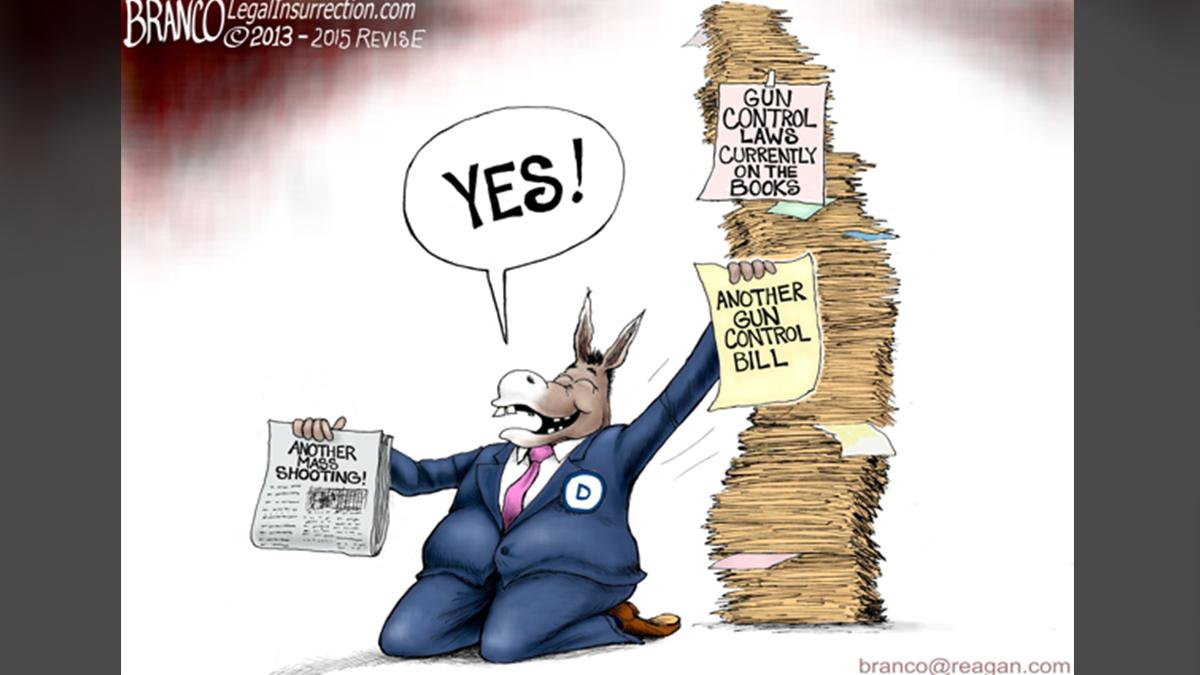 BRANCO LegalInsurrection.com
©2013 - 2015 REVISE
GUN
CONTROL
LAWS
CURRENTLY
ON THE
BOOKS
YES!
ANOTHER
GUN
CONTROL
BILL
ANOTHER
MASS
SHOOTING!
D
branco@reagan.com